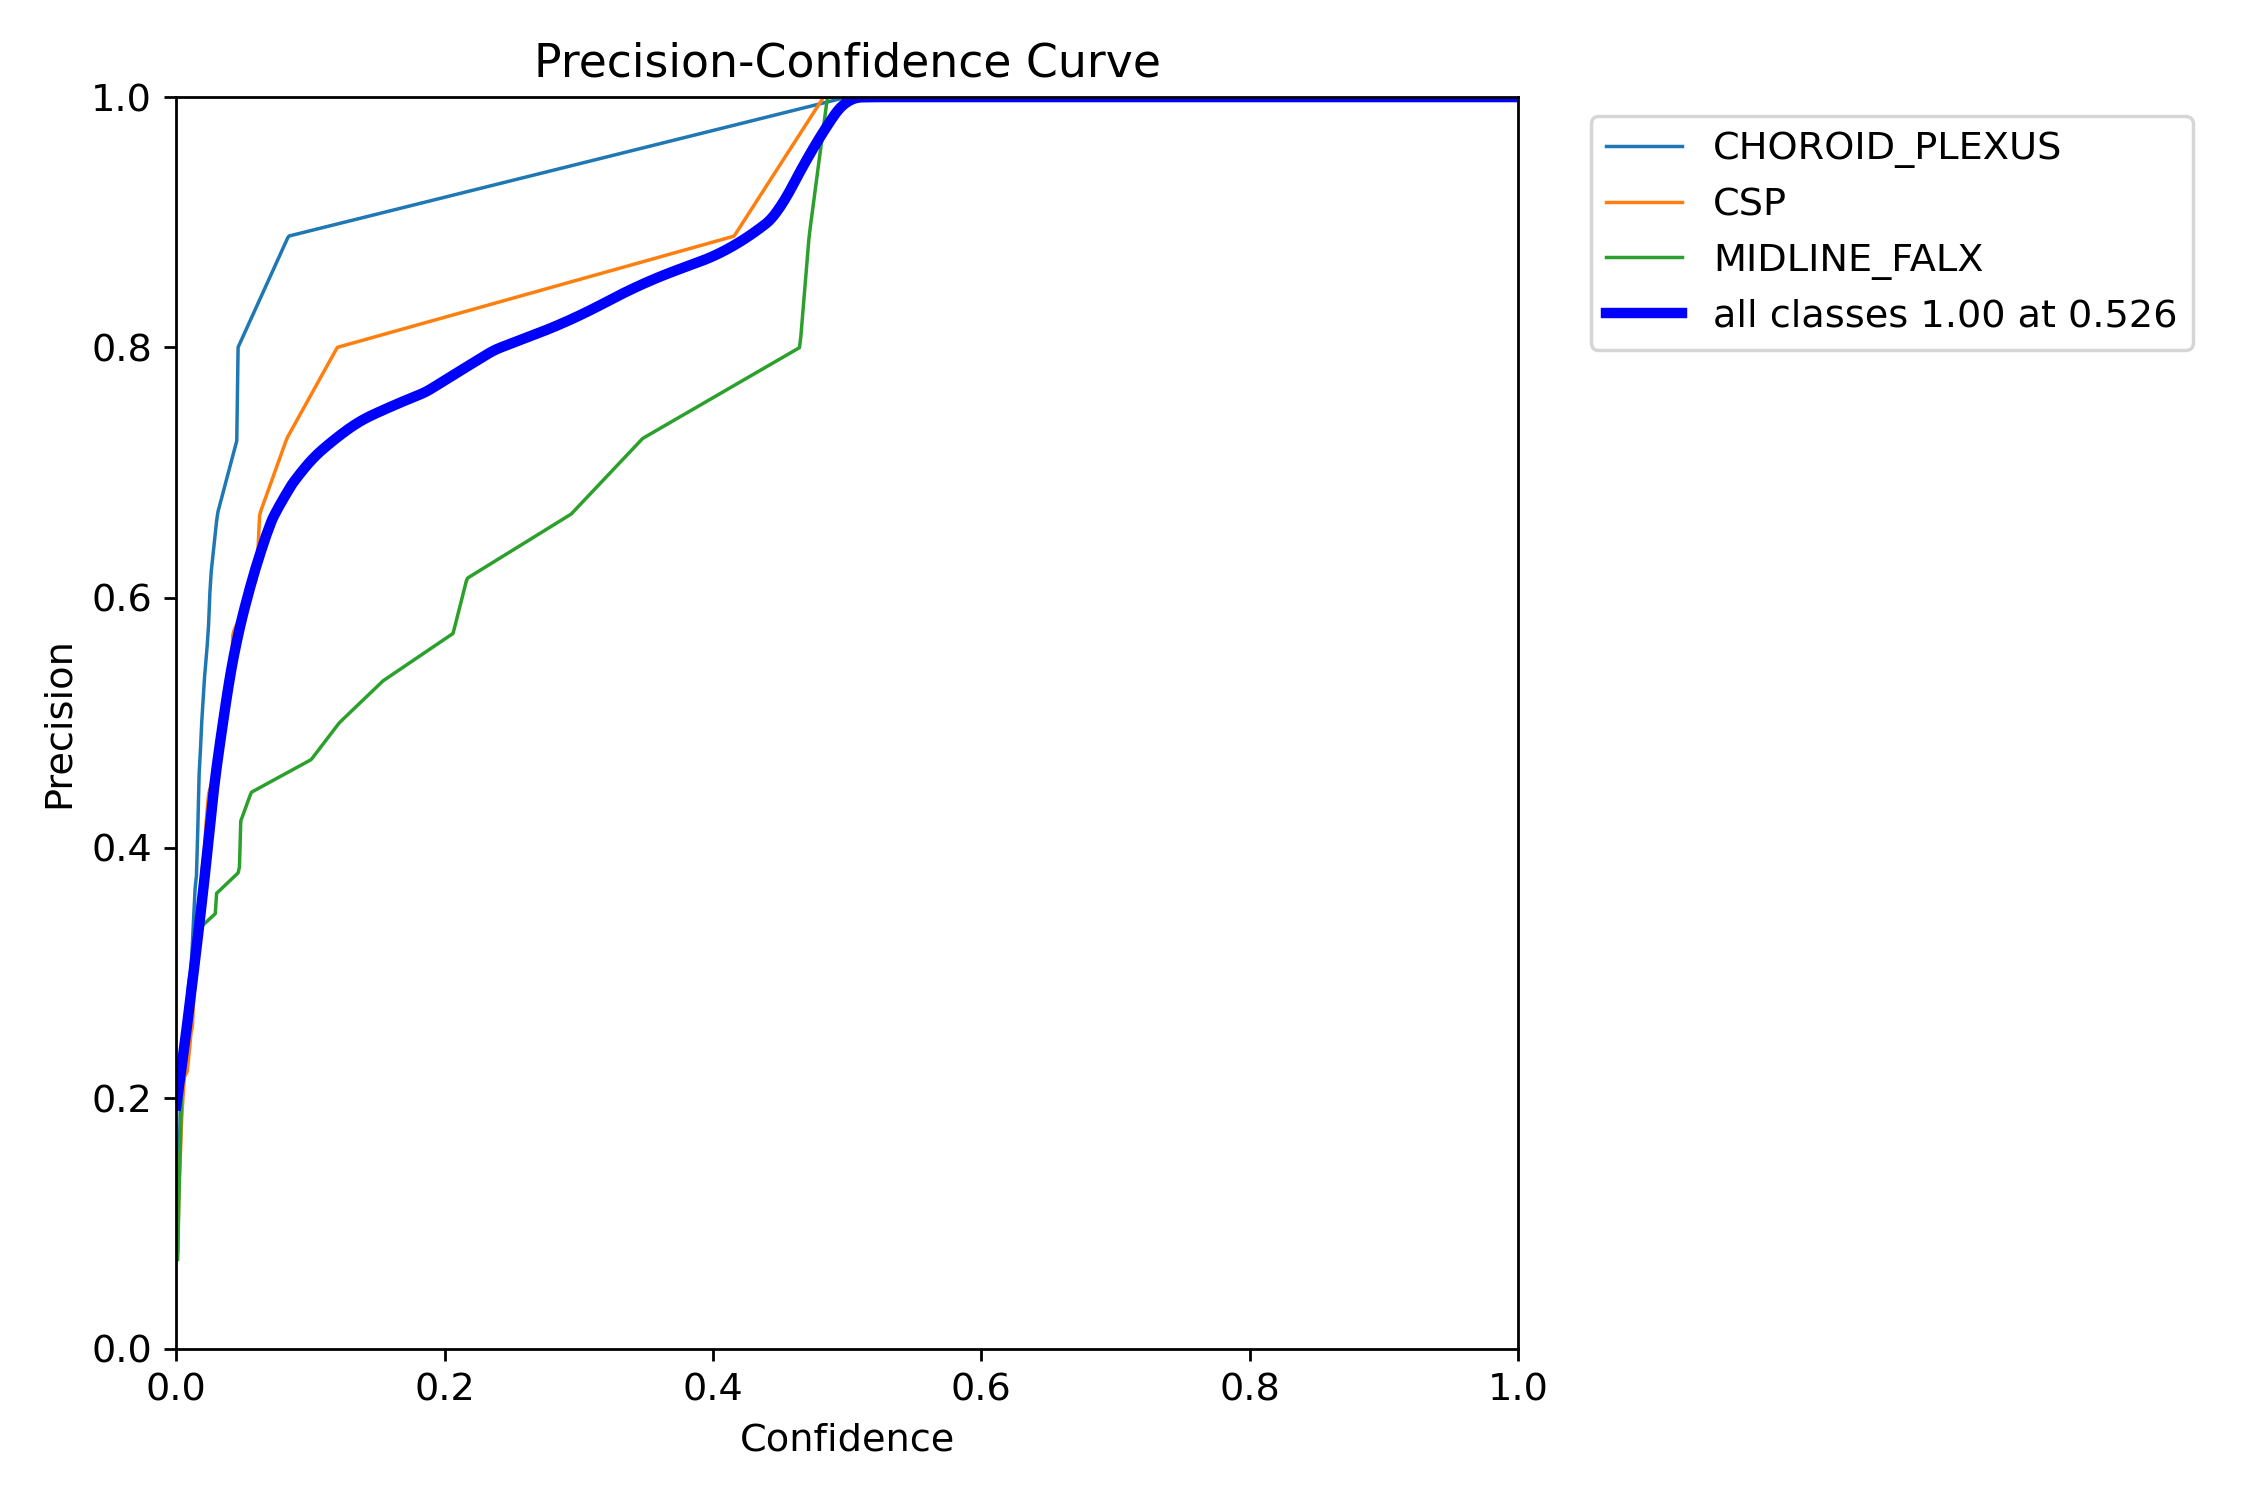 Precision-Confidence Curve
1.0
0.8
0.6
0.4
0.2
0.0
Precision
0.0 0.2 0.4 0.6 0.8 1.0
Confidence
CHOROID_PLEXUS
CSP
MIDLINE_FALX
all classes 1.00 at 0.526